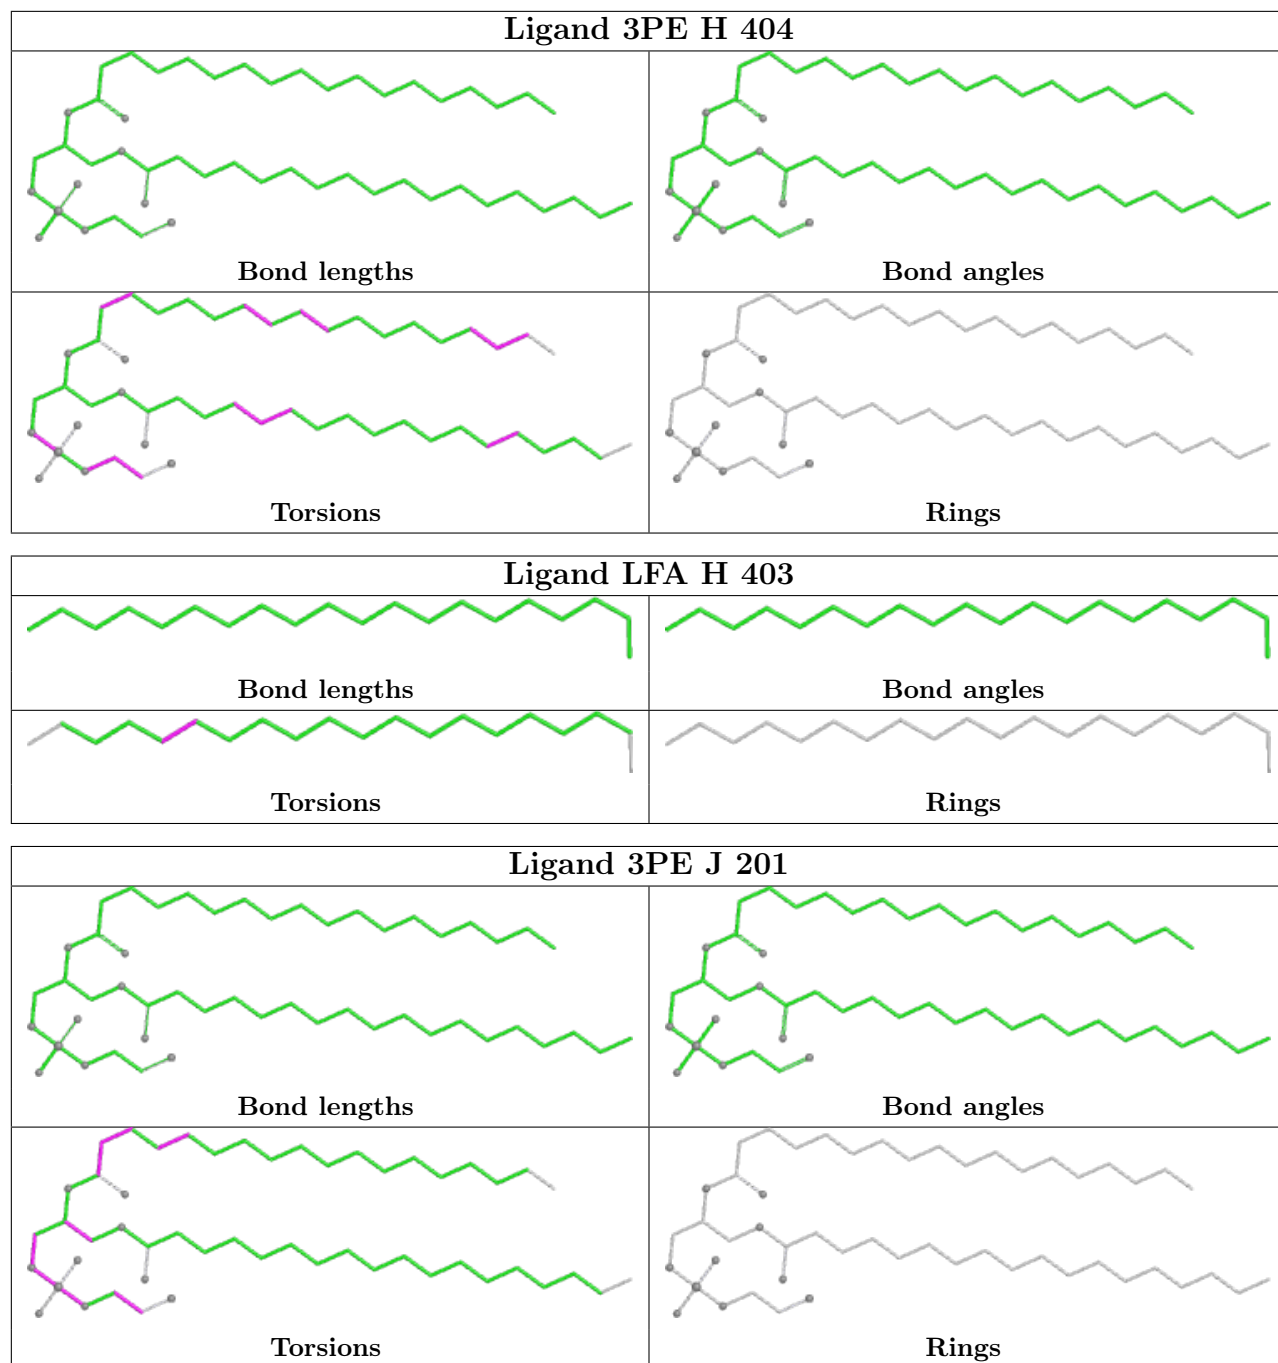 Ligand 3PE H 404
Bond lengths
Bond angles
Torsions
Rings
Ligand LFA H 403
Bond lengths
Bond angles
Torsions
Rings
Ligand 3PE J 201
Bond lengths
Bond angles
Torsions
Rings